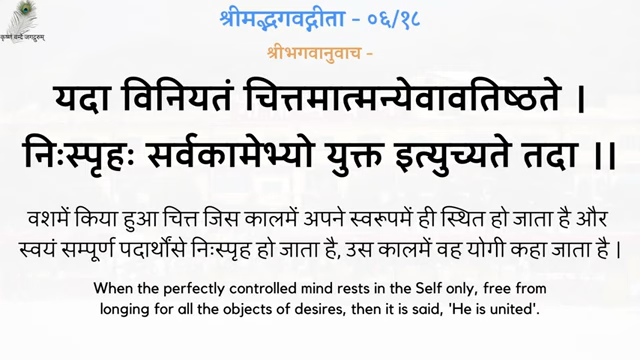 श्रीमद्भगवद्गीता - ०६/१८
कृष्णं वन्दे जगद्गुरुम्
श्रीभगवानुवाच -
यदा विनियतं चित्तमात्मन्येवावतिष्ठते ।
निःस्पृहः सर्वकामेभ्यो युक्त इत्युच्यते तदा ।।
वशमें किया हुआ चित्त जिस कालमें अपने स्वरूपमें ही स्थित हो जाता है और
स्वयं सम्पूर्ण पदार्थोंसे निःस्पृह हो जाता है, उस कालमें वह योगी कहा जाता है |
When the perfectly controlled mind rests in the Self only, free from
longing for all the objects of desires, then it is said, 'He is united'.